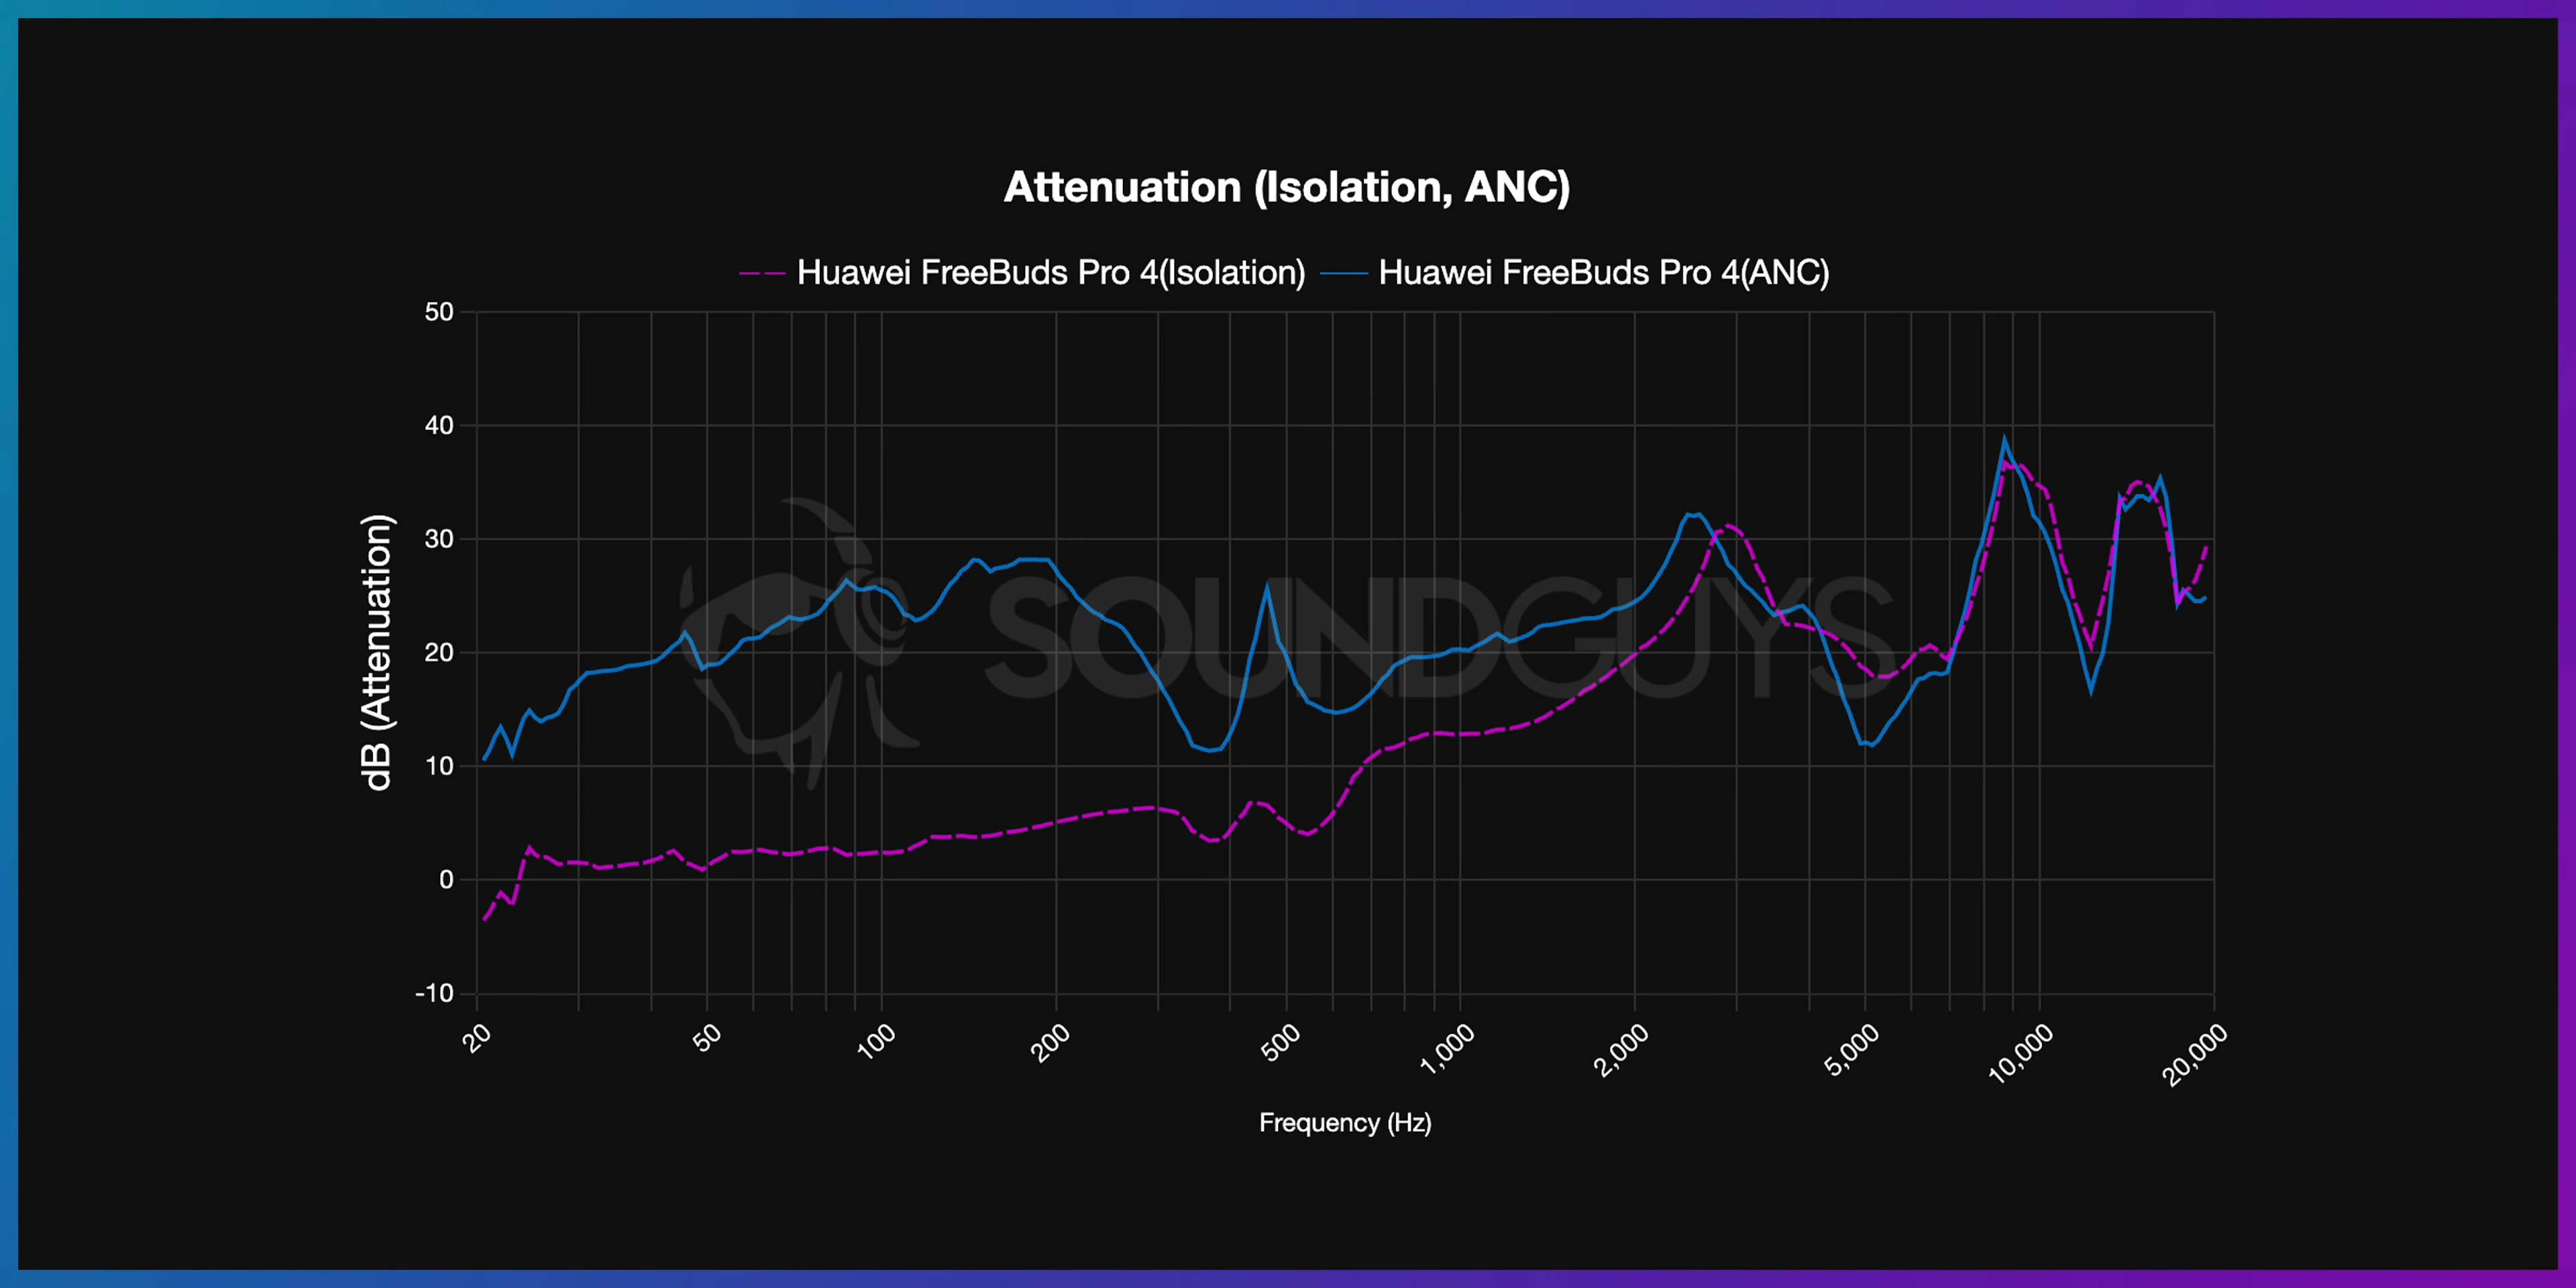 Attenuation (Isolation, ANC)
Huawei FreeBuds Pro 4(Isolation) Huawei FreeBuds Pro 4(ANC)
50
40
30
20
10
0
-10
dB (Attenuation)
SOUNDGUYS
20 50 100 200 500 1,000 2,000 5,000 10,000 20,000
Frequency (Hz)